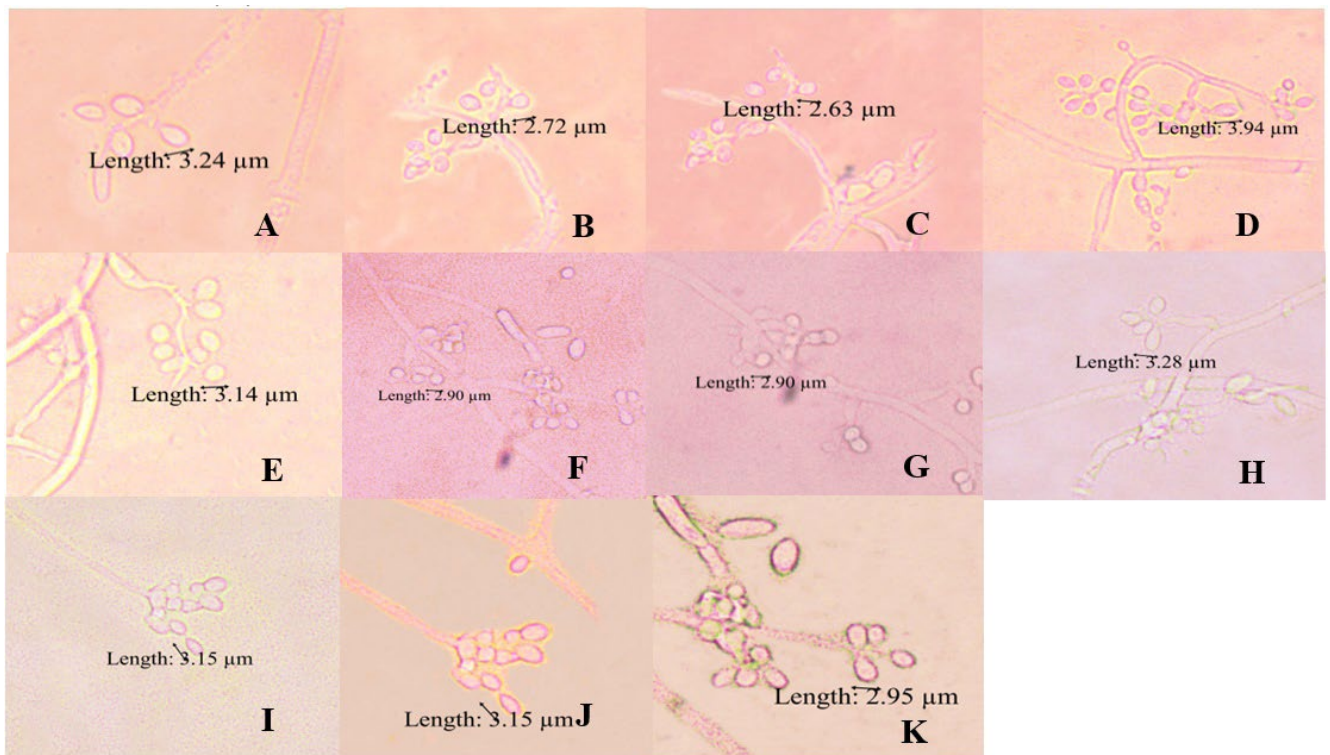 Length: 3.24 µm
A
Length: 2.72 µm
B
Length: 2.63 µm
C
Length: 3.94 µm
D
Length: 3.14 µm
E
Length: 2.90 µm
F
Length: 2.90 µm
G
Length: 3.28 µm
H
Length: 3.15 µm
I
Length: 3.15 µm
J
Length: 2.95 µm
K